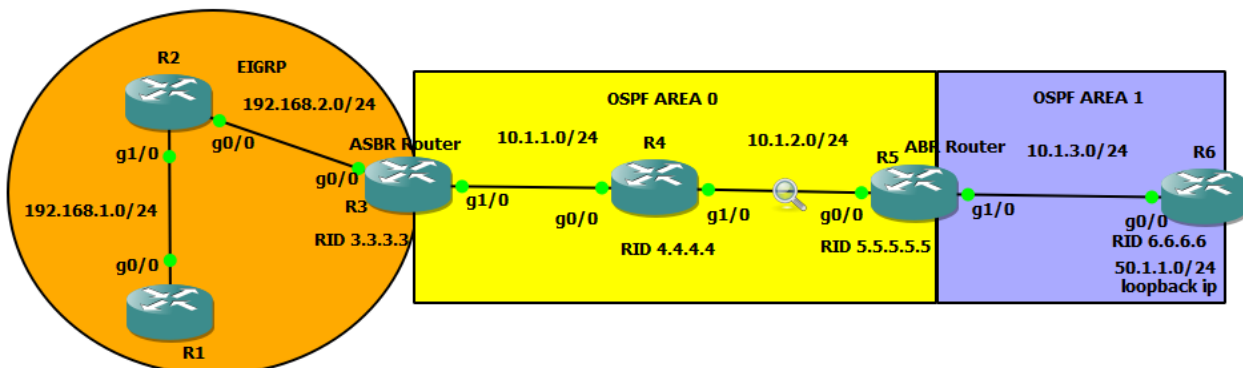 R2
EIGRP
192.168.2.0/24
g1/0
g0/0
192.168.1.0/24
g0/0
R1
ASBR Router
g0/0
R3
g1/0
RID 3.3.3.3
OSPF AREA 0
10.1.1.0/24
R4
g0/0
g1/0
RID 4.4.4.4
10.1.2.0/24
R5
ABR Router
g0/0
g1/0
RID 5.5.5.5.5
OSPF AREA 1
10.1.3.0/24
R6
g0/0
RID 6.6.6.6
50.1.1.0/24
loopback ip